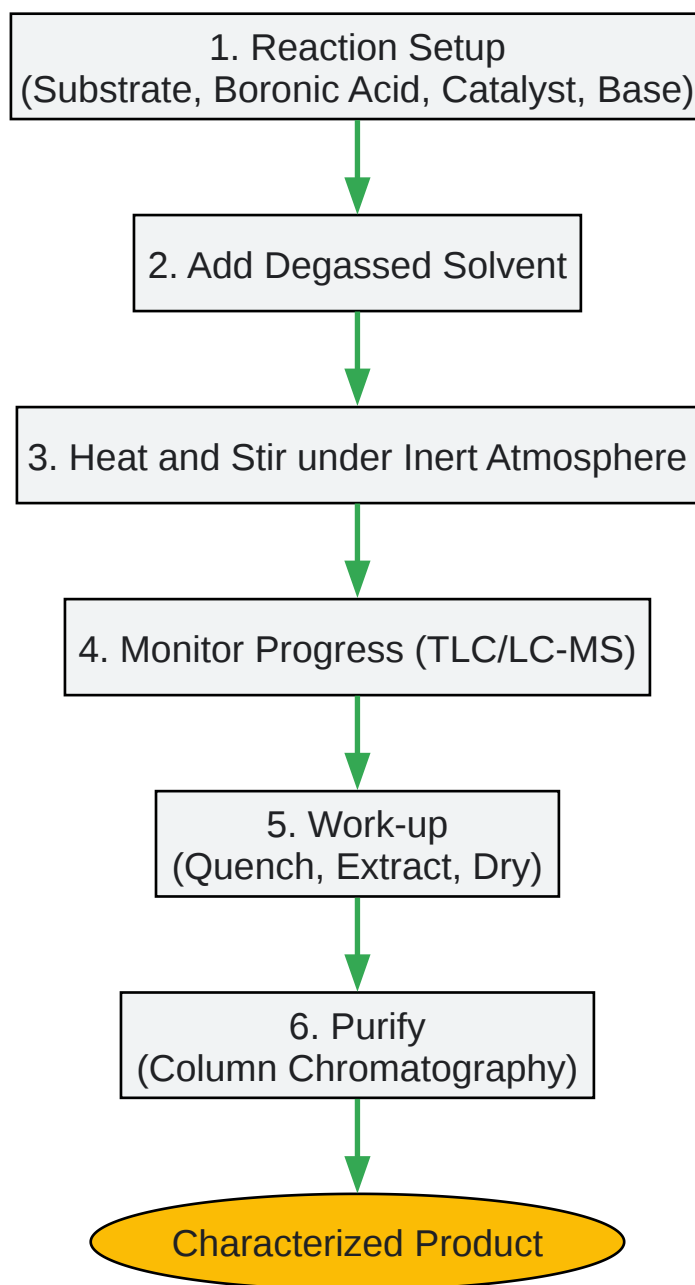 1. Reaction Setup
(Substrate, Boronic Acid, Catalyst, Base)
2. Add Degassed Solvent
3. Heat and Stir under Inert Atmosphere
4. Monitor Progress (TLC/LC-MS)
5. Work-up
(Quench, Extract, Dry)
6. Purify
(Column Chromatography)
Characterized Product